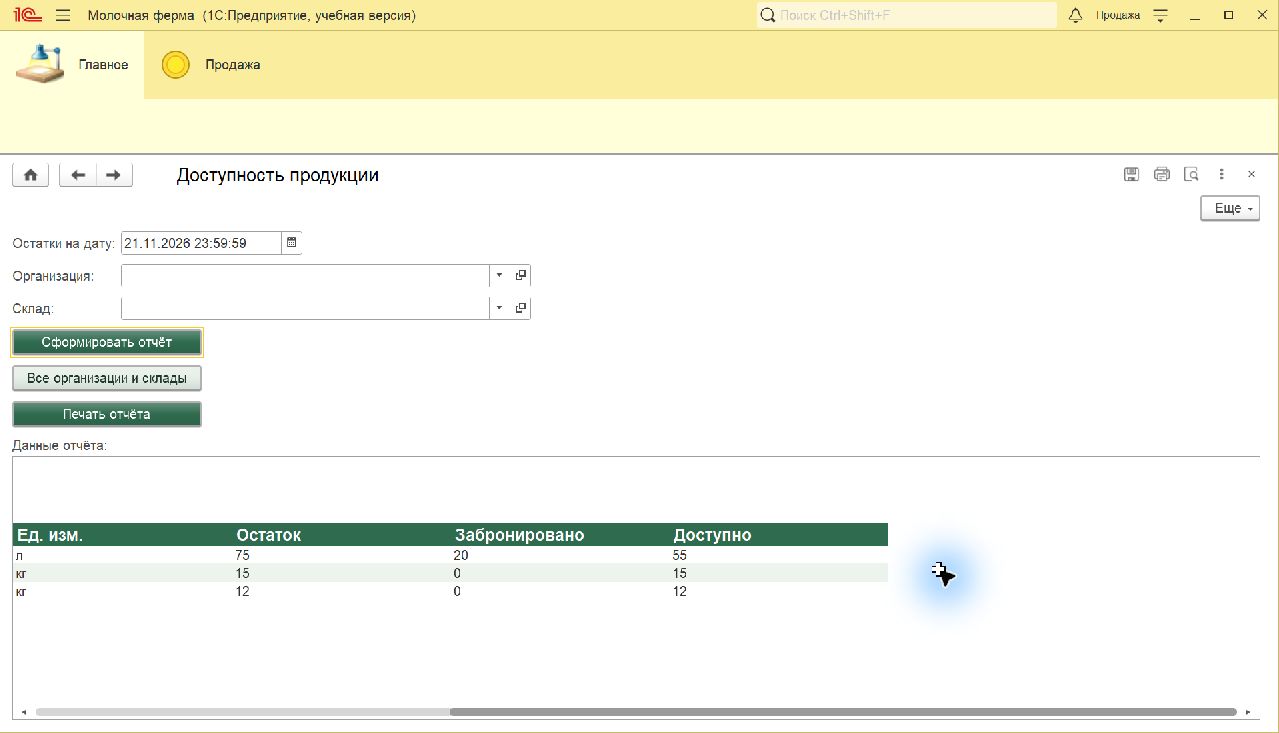 1С Молочная ферма (1С:Предприятие, учебная версия) Поиск Ctrl+Shift+F Продажа
Главное Продажа
Доступность продукции
Еще
Остатки на дату: 21.11.2026 23:59:59
Организация:
Склад:
Сформировать отчёт
Все организации и склады
Печать отчёта
Данные отчёта:
Ед. изм. Остаток Забронировано Доступно
л 75 20 55
кг 15 0 15
кг 12 0 12